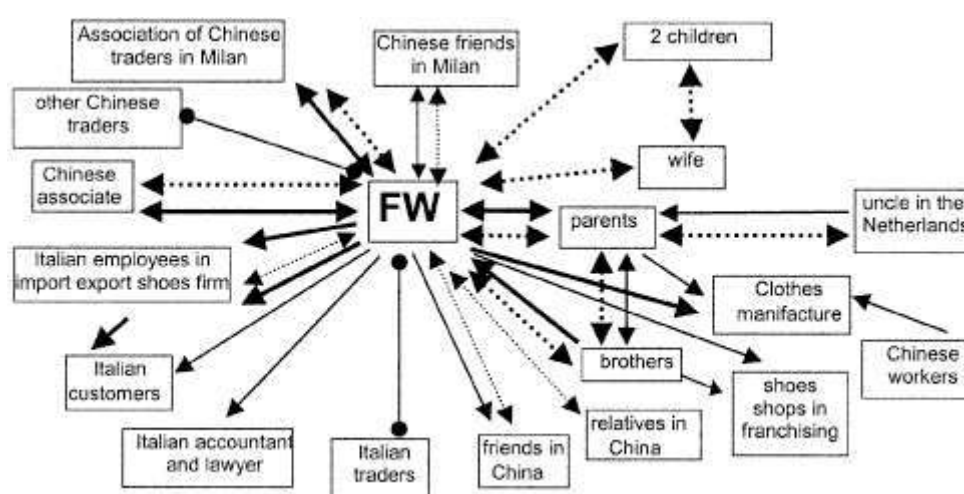 Association of Chinese
traders in Milan
Chinese friends
in Milan
2 children
other Chinese
traders
wife
Chinese
associate
FW
parents
uncle in the
Netherlands
Italian employees in
import export shoes firm
Clothes
manifacture
Italian
customers
brothers
Chinese
workers
shoes
shops in
franchising
Italian accountant
and lawyer
Italian
traders
friends in
China
relatives in
China